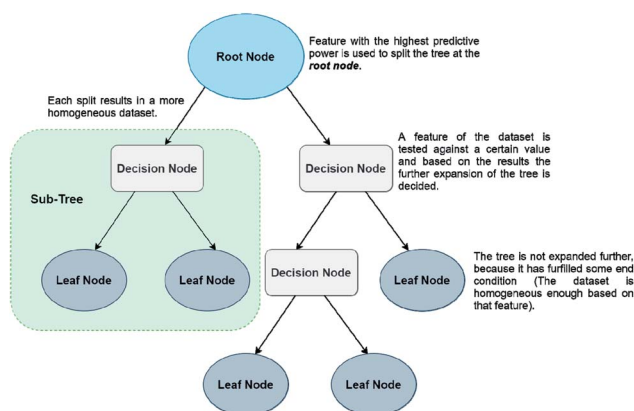 Root Node
Feature with the highest predictive
power is used to split the tree at the
root node.
Each split results in a more
homogeneous dataset.
Decision Node
Decision Node
A feature of the dataset is
tested against a certain value
and based on the results the
further expansion of the tree is
decided.
Sub-Tree
Leaf Node
Leaf Node
Decision Node
Leaf Node
The tree is not expanded further,
because it has furfilled some end
condition (The dataset is
homogeneous enough based on
that feature).
Leaf Node
Leaf Node